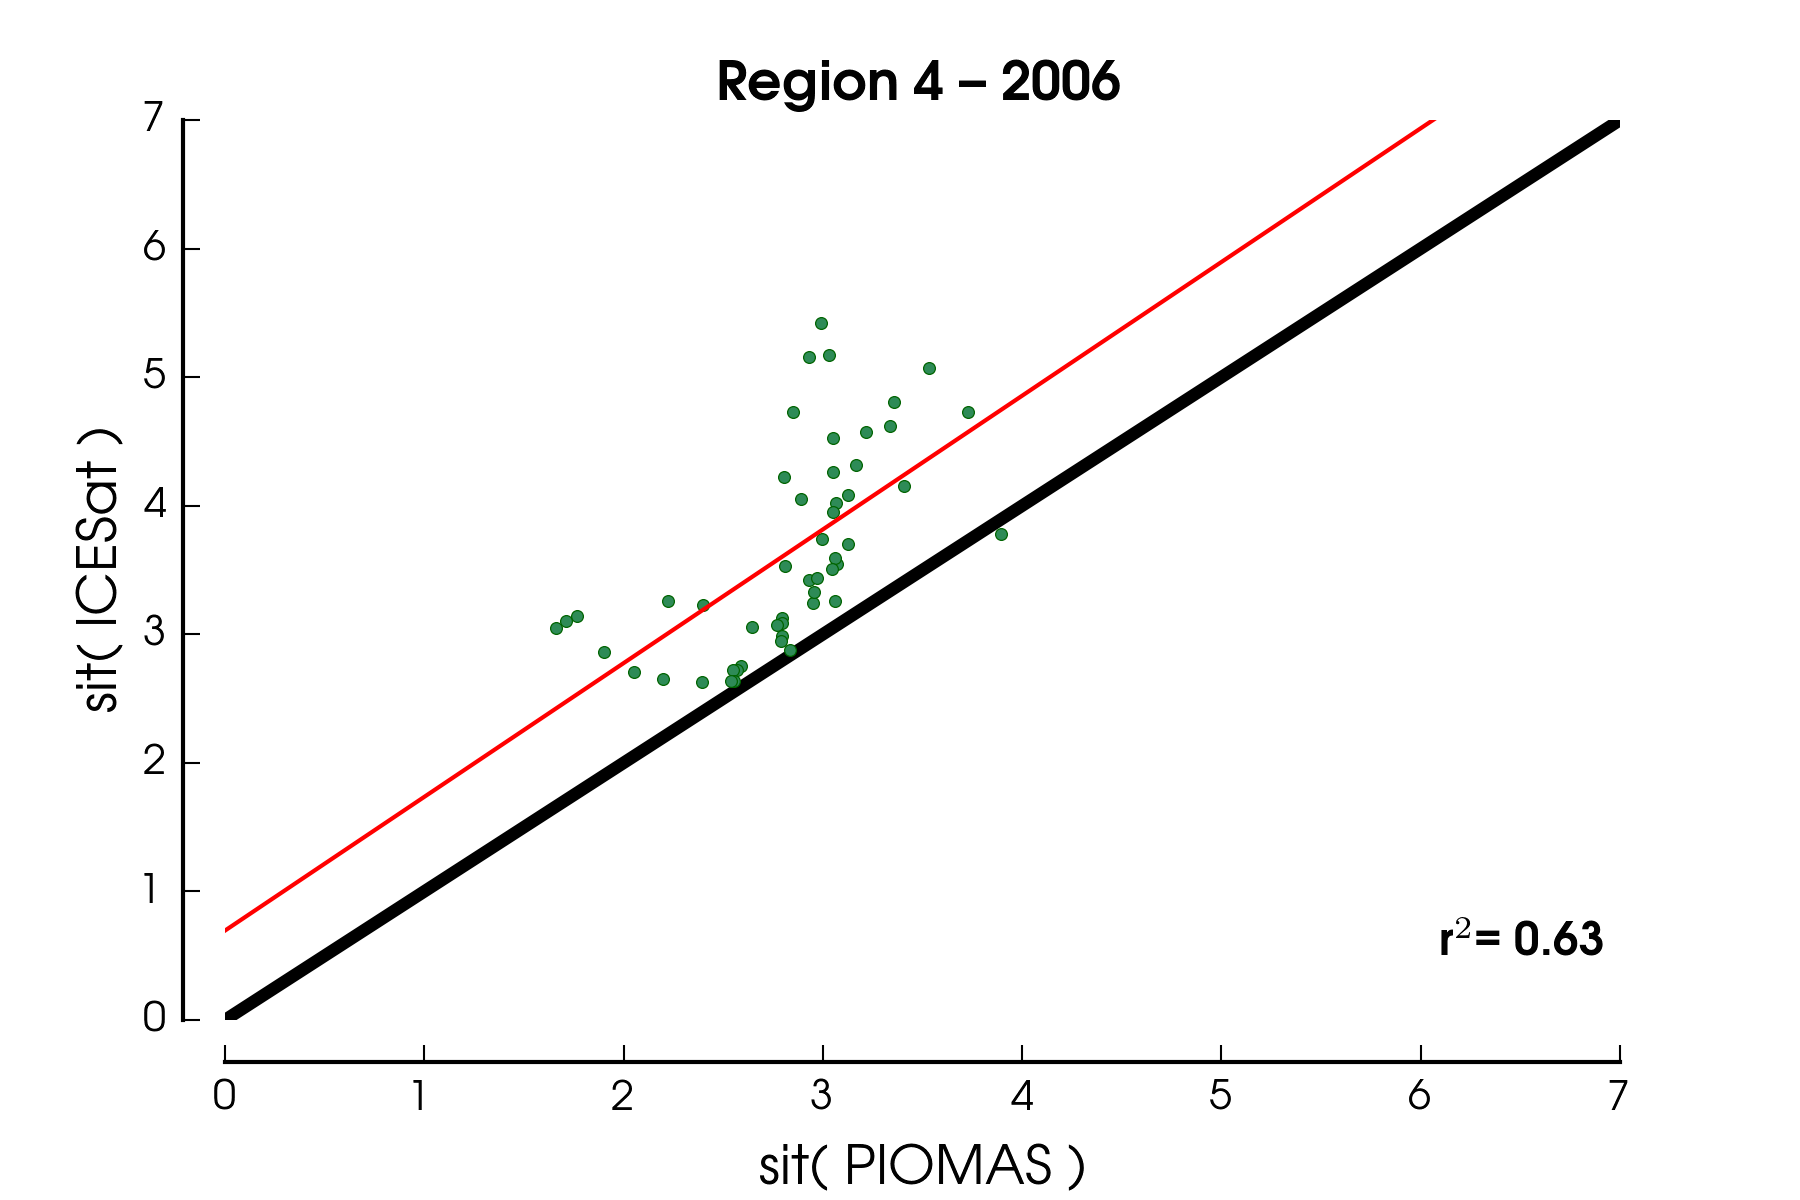 Region 4 – 2006
7
6
5
4
3
2
1
0
sit( ICESat )
r²= 0.63
0 1 2 3 4 5 6 7
sit( PIOMAS )